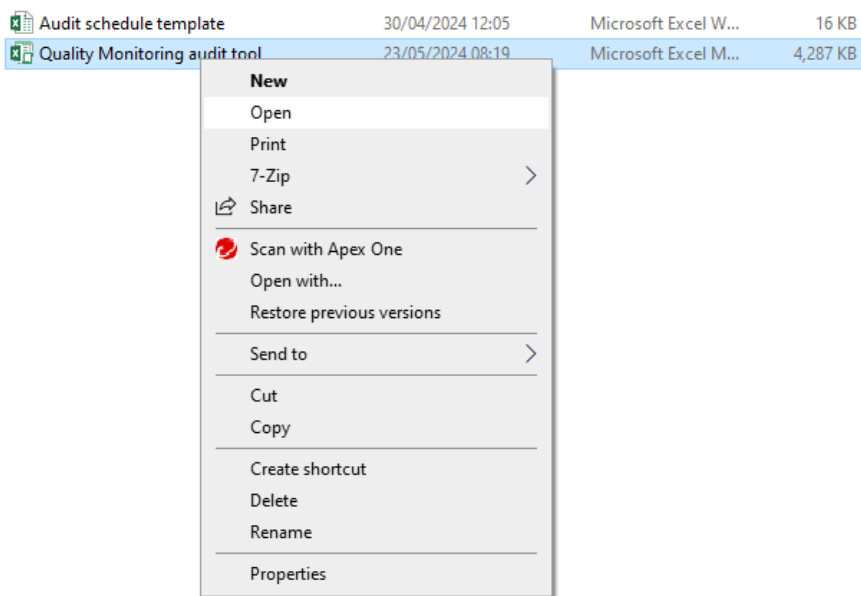 Audit schedule template 30/04/2024 12:05 Microsoft Excel W... 16 KB
Quality Monitoring audit tool 23/05/2024 08:19 Microsoft Excel M... 4,287 KB
New
Open
Print
7-Zip
Share
Scan with Apex One
Open with...
Restore previous versions
Send to
Cut
Copy
Create shortcut
Delete
Rename
Properties